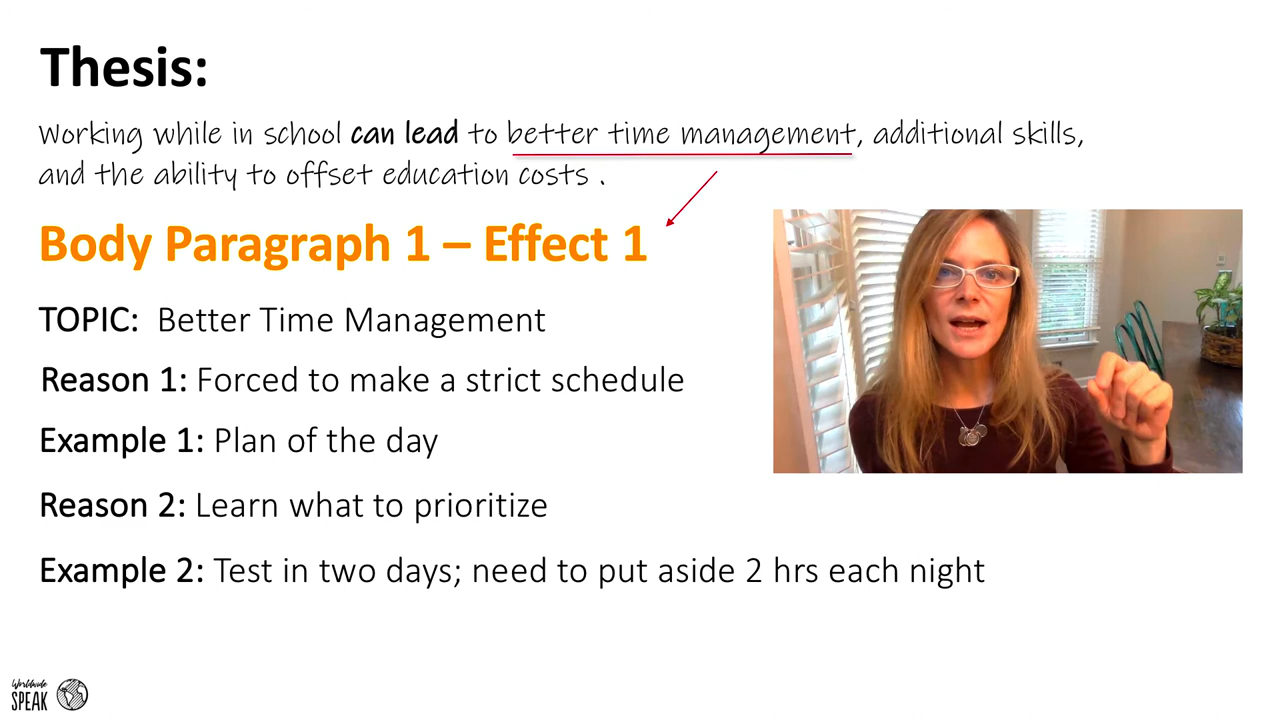 Thesis:
Working while in school can lead to better time management, additional skills,
and the ability to offset education costs .
Body Paragraph 1 – Effect 1
TOPIC: Better Time Management
Reason 1: Forced to make a strict schedule
Example 1: Plan of the day
Reason 2: Learn what to prioritize
Example 2: Test in two days; need to put aside 2 hrs each night
Worldwide
SPEAK